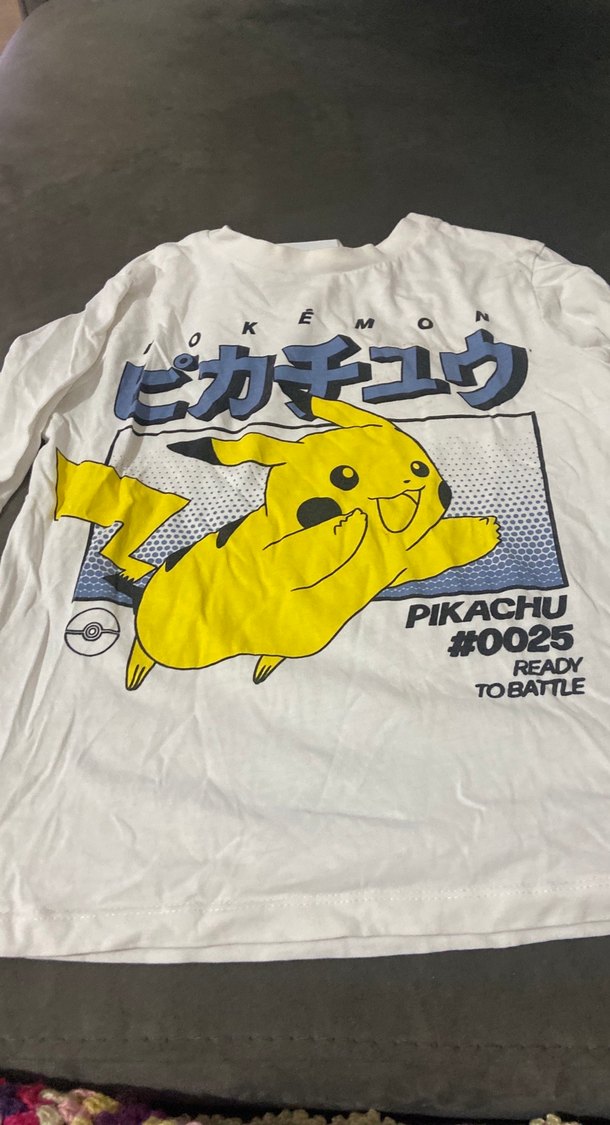 POKÉMON
ピカチュウ
PIKACHU
#0025
READY
TO BATTLE